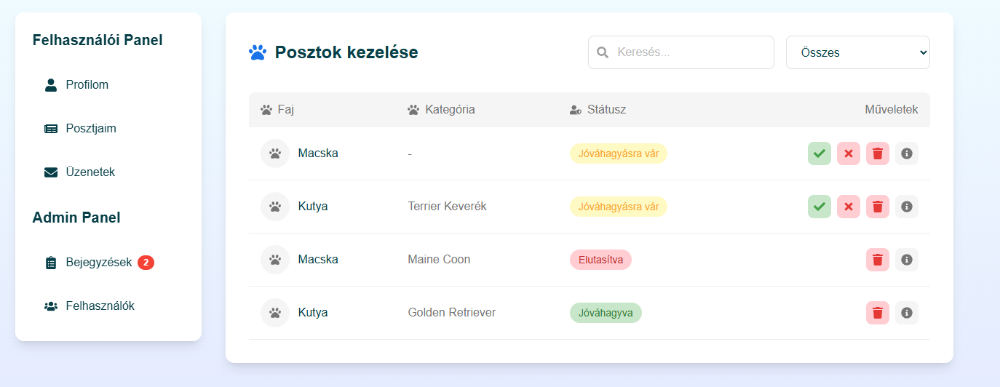 Felhasználói Panel
Profilom
Posztjaim
Üzenetek
Admin Panel
Bejegyzések 2
Felhasználók
Posztok kezelése
Keresés...
Összes
Faj Kategória Státusz Műveletek
Macska - Jóváhagyásra vár
Kutya Terrier Keverék Jóváhagyásra vár
Macska Maine Coon Elutasítva
Kutya Golden Retriever Jóváhagyva